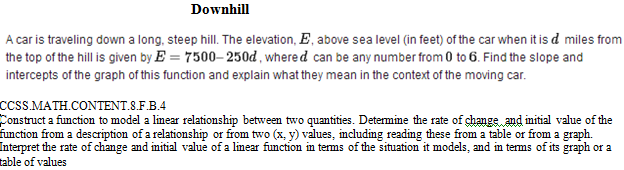 Downhill
A car is traveling down a long, steep hill. The elevation, E, above sea level (in feet) of the car when it is d miles from
the top of the hill is given by E = 7500– 250d, where d can be any number from 0 to 6. Find the slope and
intercepts of the graph of this function and explain what they mean in the context of the moving car.
CCSS.MATH.CONTENT.8.F.B.4
Construct a function to model a linear relationship between two quantities. Determine the rate of change and initial value of the
function from a description of a relationship or from two (x, y) values, including reading these from a table or from a graph.
Interpret the rate of change and initial value of a linear function in terms of the situation it models, and in terms of its graph or a
table of values